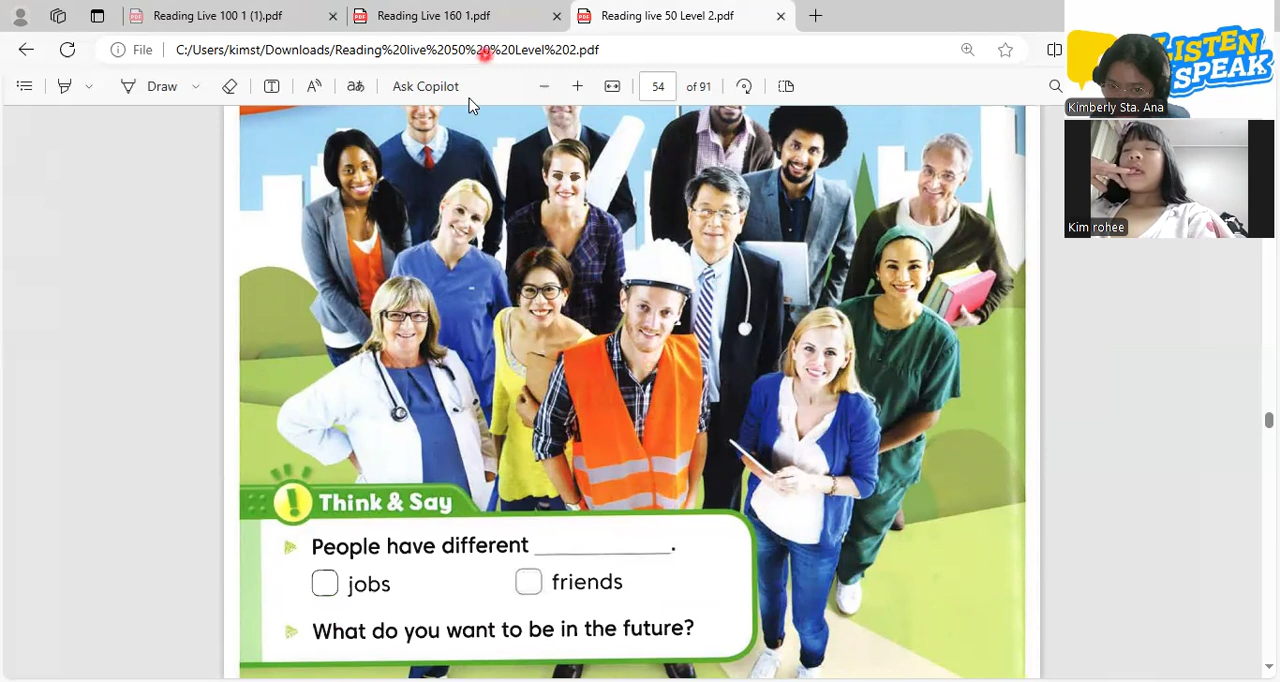 Reading Live 100 1 (1).pdf
Reading Live 160 1.pdf
Reading live 50 Level 2.pdf
File
C:/Users/kimst/Downloads/Reading%20live%2050%20%20Level%202.pdf
Draw
Ask Copilot
54
of 91
LISTEN
SPEAK
Kimberly Sta. Ana
Kim rohee
Think & Say
People have different __________.
jobs
friends
What do you want to be in the future?